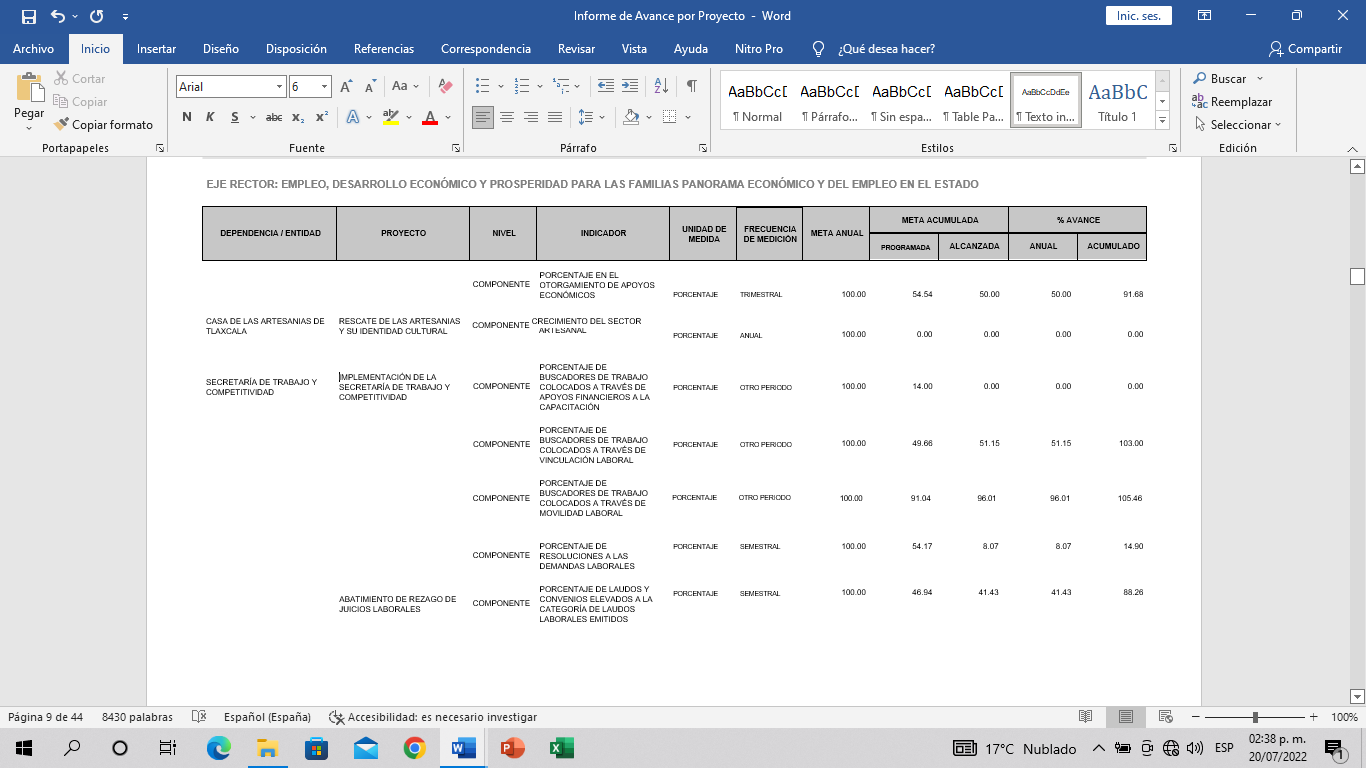 Informe de Avance por Proyecto - Word
Inic. ses.
Archivo Inicio Insertar Diseño Disposición Referencias Correspondencia Revisar Vista Ayuda Nitro Pro ¿Qué desea hacer? Compartir
Pegar
Cortar
Copiar
Copiar formato
Portapapeles
Arial 6
N K S abc x₂ x² A A
Fuente
Párrafo
AaBbCcD AaBbCcD AaBbCcD AaBbCcD AaBbCcDdEe AaBbC
¶ Normal ¶ Párrafo... ¶ Sin espa... ¶ Table Pa... ¶ Texto in... Título 1
Estilos
Buscar
Reemplazar
Seleccionar
Edición
EJE RECTOR: EMPLEO, DESARROLLO ECONÓMICO Y PROSPERIDAD PARA LAS FAMILIAS PANORAMA ECONÓMICO Y DEL EMPLEO EN EL ESTADO
DEPENDENCIA / ENTIDAD
PROYECTO
NIVEL
INDICADOR
UNIDAD DE
MEDIDA
FRECUENCIA
DE MEDICIÓN
META ANUAL
META ACUMULADA
PROGRAMADA ALCANZADA
% AVANCE
ANUAL ACUMULADO
COMPONENTE
PORCENTAJE EN EL
OTORGAMIENTO DE APOYOS
ECONÓMICOS
PORCENTAJE TRIMESTRAL 100.00 54.54 50.00 50.00 91.68
CASA DE LAS ARTESANIAS DE
TLAXCALA
RESCATE DE LAS ARTESANIAS
Y SU IDENTIDAD CULTURAL
COMPONENTE
CRECIMIENTO DEL SECTOR
ARTESANAL
PORCENTAJE ANUAL 100.00 0.00 0.00 0.00 0.00
SECRETARÍA DE TRABAJO Y
COMPETITIVIDAD
IMPLEMENTACIÓN DE LA
SECRETARÍA DE TRABAJO Y
COMPETITIVIDAD
COMPONENTE
PORCENTAJE DE
BUSCADORES DE TRABAJO
COLOCADOS A TRAVÉS DE
APOYOS FINANCIEROS A LA
CAPACITACIÓN
PORCENTAJE OTRO PERIODO 100.00 14.00 0.00 0.00 0.00
COMPONENTE
PORCENTAJE DE
BUSCADORES DE TRABAJO
COLOCADOS A TRAVÉS DE
VINCULACIÓN LABORAL
PORCENTAJE OTRO PERIODO 100.00 49.66 51.15 51.15 103.00
COMPONENTE
PORCENTAJE DE
BUSCADORES DE TRABAJO
COLOCADOS A TRAVÉS DE
MOVILIDAD LABORAL
PORCENTAJE OTRO PERIODO 100.00 91.04 96.01 96.01 105.46
COMPONENTE
PORCENTAJE DE
RESOLUCIONES A LAS
DEMANDAS LABORALES
PORCENTAJE SEMESTRAL 100.00 54.17 8.07 8.07 14.90
ABATIMIENTO DE REZAGO DE
JUICIOS LABORALES
COMPONENTE
PORCENTAJE DE LAUDOS Y
CONVENIOS ELEVADOS A LA
CATEGORÍA DE LAUDOS
LABORALES EMITIDOS
PORCENTAJE SEMESTRAL 100.00 46.94 41.43 41.43 88.26
Página 9 de 44 8430 palabras Español (España) Accesibilidad: es necesario investigar 100%
17°C Nublado ESP
02:38 p. m.
20/07/2022
1